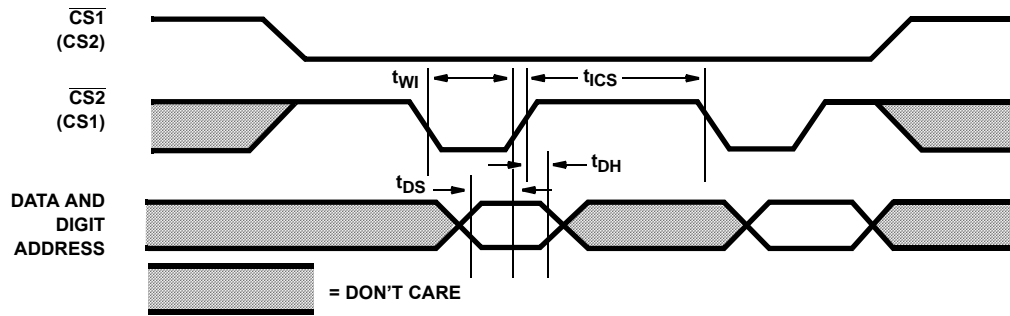 CS1
(CS2)
tWI
tICS
CS2
(CS1)
tDH
tDS
DATA AND
DIGIT
ADDRESS
= DON'T CARE